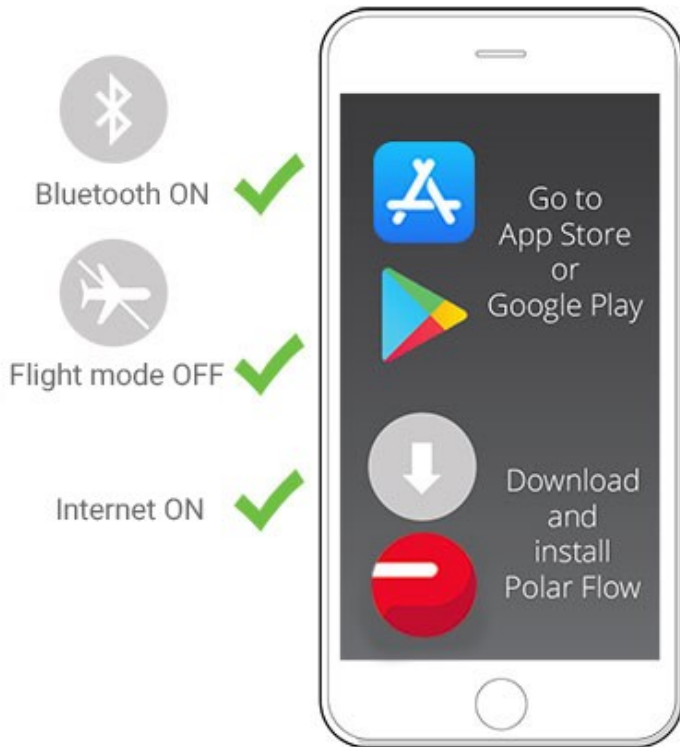 Bluetooth ON
Flight mode OFF
Internet ON
Go to
App Store
or
Google Play
Download
and
install
Polar Flow